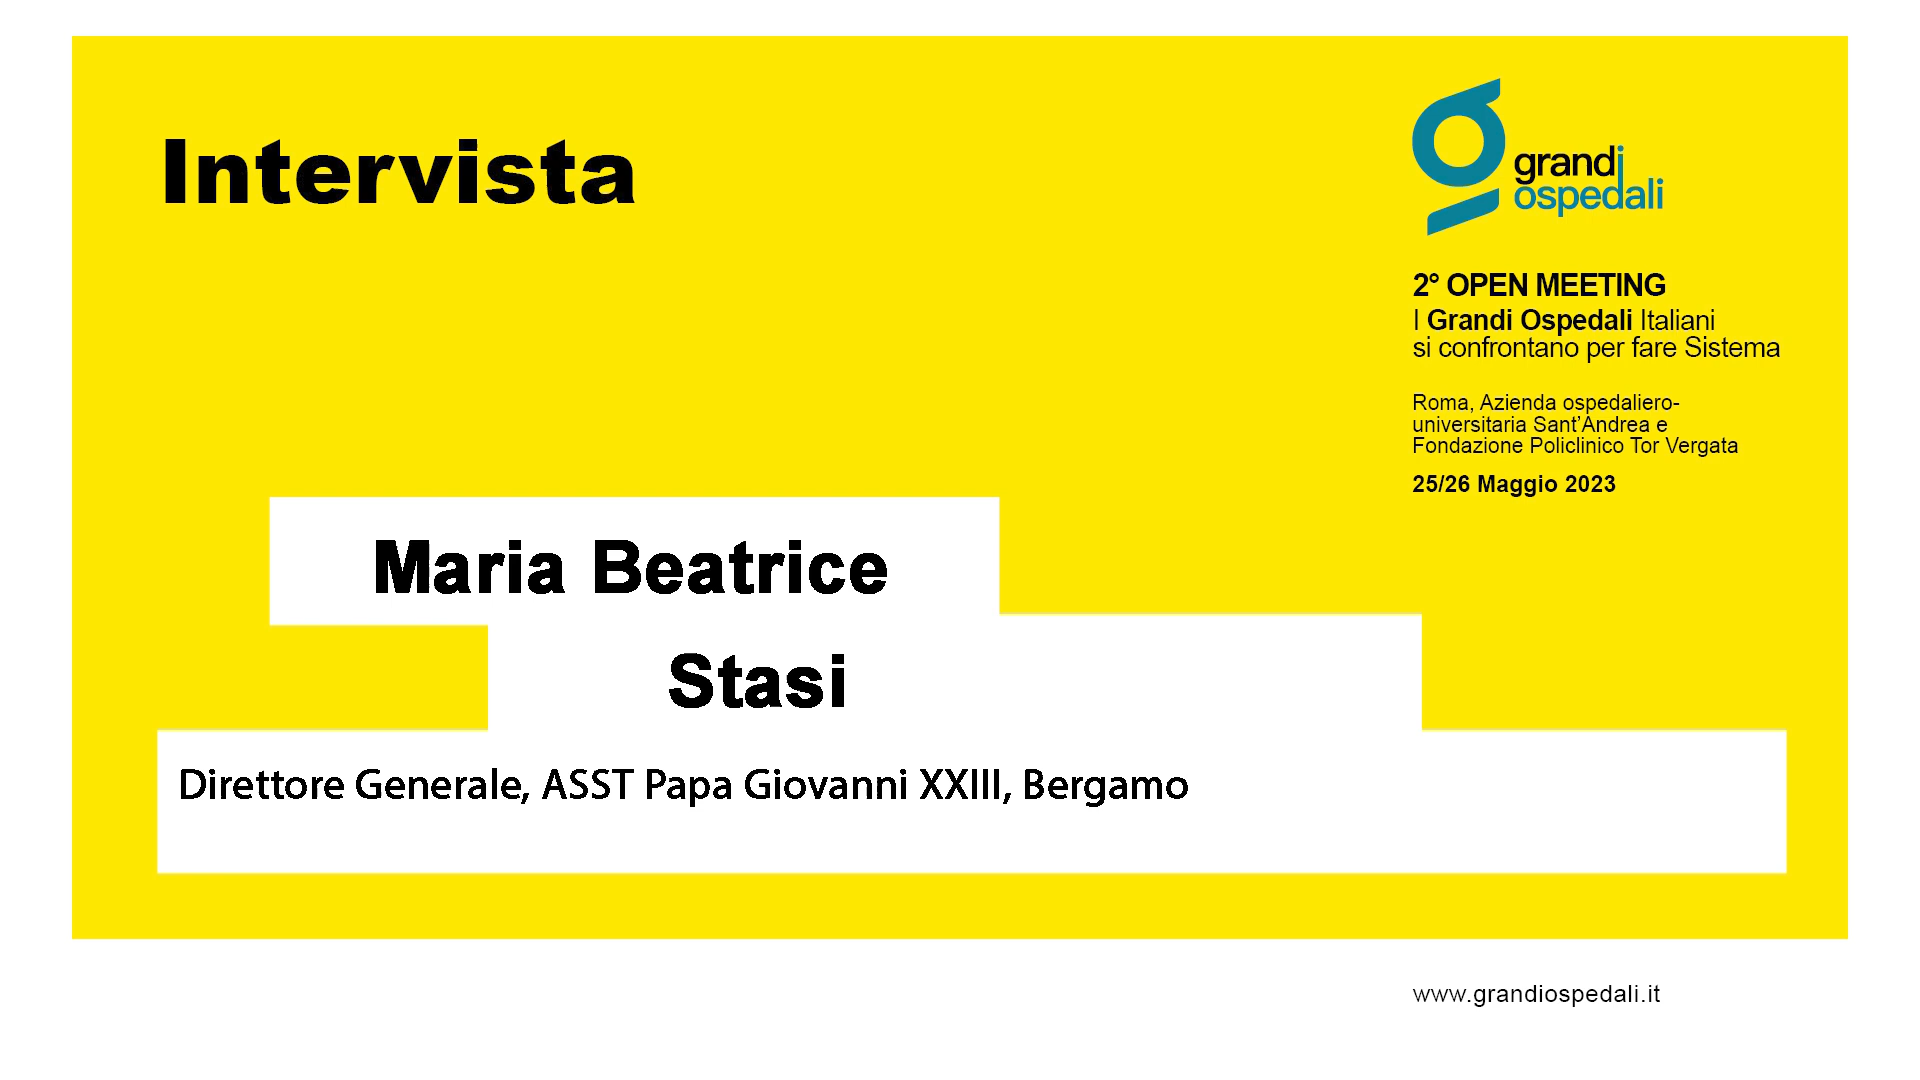 Intervista
grandi
ospedali
2° OPEN MEETING
I Grandi Ospedali Italiani
si confrontano per fare Sistema
Roma, Azienda ospedaliero-
universitaria Sant'Andrea e
Fondazione Policlinico Tor Vergata
25/26 Maggio 2023
Maria Beatrice
Stasi
Direttore Generale, ASST Papa Giovanni XXIII, Bergamo
www.grandiospedali.it